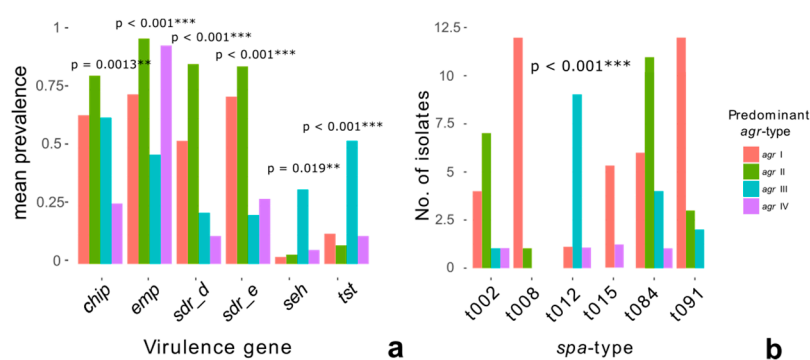 p < 0.001***
p < 0.001***
p = 0.0013**
p < 0.001***
p < 0.001***
p = 0.019**
1
0.75
0.5
0.25
0
mean prevalence
chip
emp
sdr_d
sdr_e
seh
tst
Virulence gene
a
12.5
10
7.5
5
2.5
0
No. of isolates
p < 0.001***
t002
t008
t012
t015
t084
t091
spa-type
b
Predominant
agr-type
agr I
agr II
agr III
agr IV